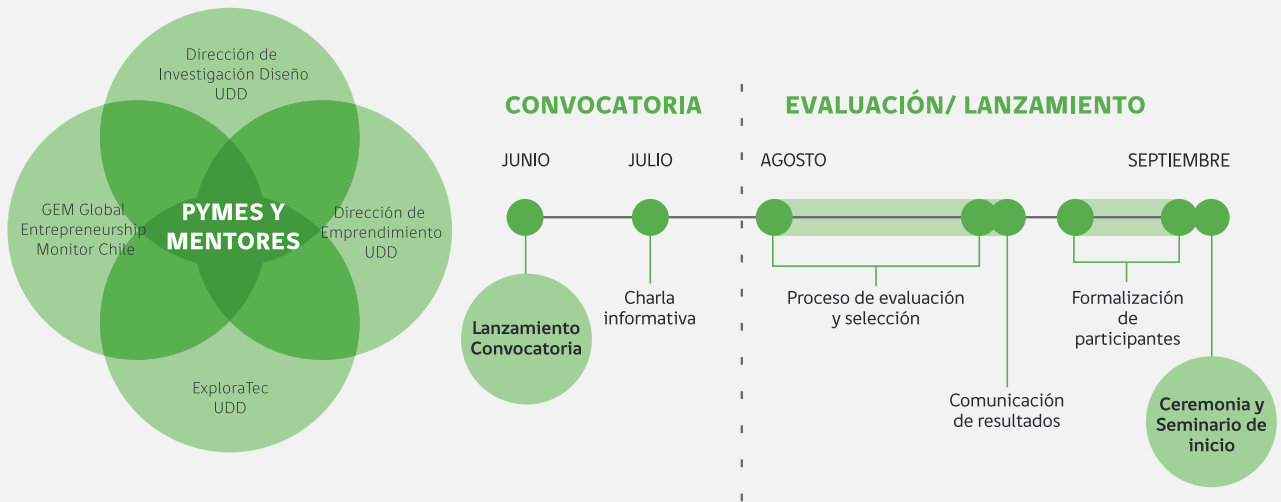 Dirección de
Investigación Diseño
UDD
GEM Global
Entrepreneurship
Monitor Chile
PYMES Y
MENTORES
Dirección de
Emprendimiento
UDD
ExploraTec
UDD
CONVOCATORIA
EVALUACIÓN/ LANZAMIENTO
JUNIO
JULIO
AGOSTO
SEPTIEMBRE
Lanzamiento
Convocatoria
Charla
informativa
Proceso de evaluación
y selección
Comunicación
de resultados
Formalización
de
participantes
Ceremonia y
Seminario de
inicio